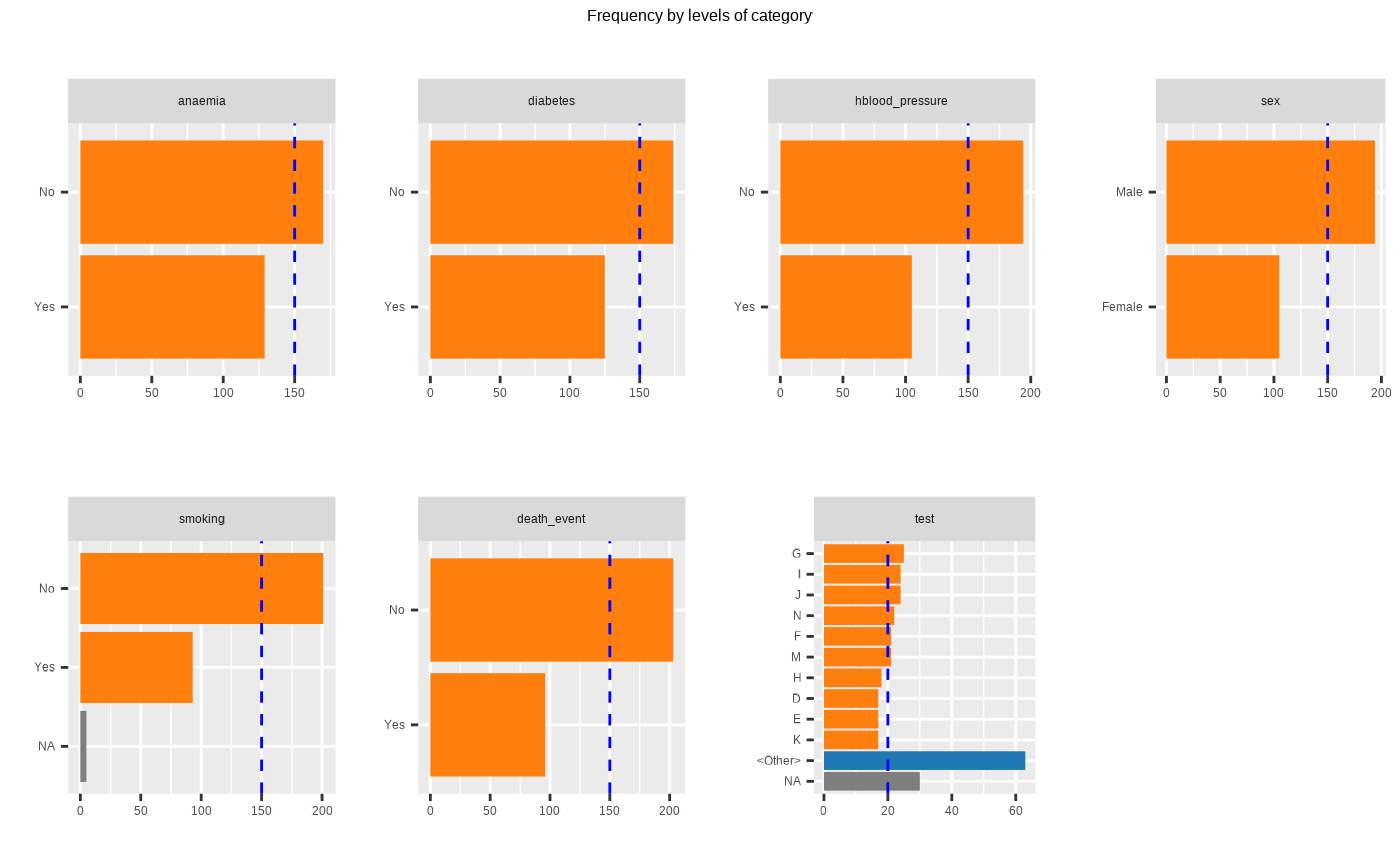 Frequency by levels of category
anaemia
No
Yes
0 50 100 150
diabetes
No
Yes
0 50 100 150
hblood_pressure
No
Yes
0 50 100 150 200
sex
Male
Female
0 50 100 150 200
smoking
No
Yes
NA
0 50 100 150 200
death_event
No
Yes
0 50 100 150 200
test
G
I
J
N
F
M
H
D
E
K
<Other>
NA
0 20 40 60